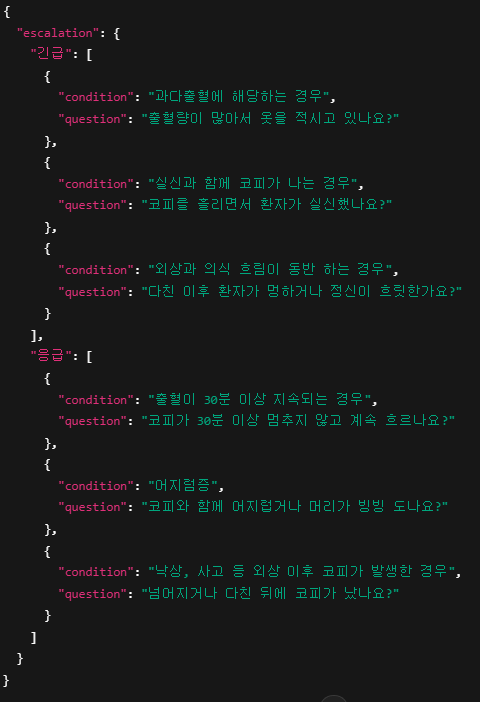 {
"escalation": {
"긴급": [
{
"condition": "과다출혈에 해당하는 경우",
"question": "출혈량이 많아서 옷을 적시고 있나요?"
},
{
"condition": "실신과 함께 코피가 나는 경우",
"question": "코피를 흘리면서 환자가 실신했나요?"
},
{
"condition": "외상과 의식 흐림이 동반 하는 경우",
"question": "다친 이후 환자가 멍하거나 정신이 흐릿한가요?"
}
],
"응급": [
{
"condition": "출혈이 30분 이상 지속되는 경우",
"question": "코피가 30분 이상 멈추지 않고 계속 흐르나요?"
},
{
"condition": "어지럼증",
"question": "코피와 함께 어지럽거나 머리가 빙빙 도나요?"
},
{
"condition": "낙상, 사고 등 외상 이후 코피가 발생한 경우",
"question": "넘어지거나 다친 뒤에 코피가 났나요?"
}
]
}
}